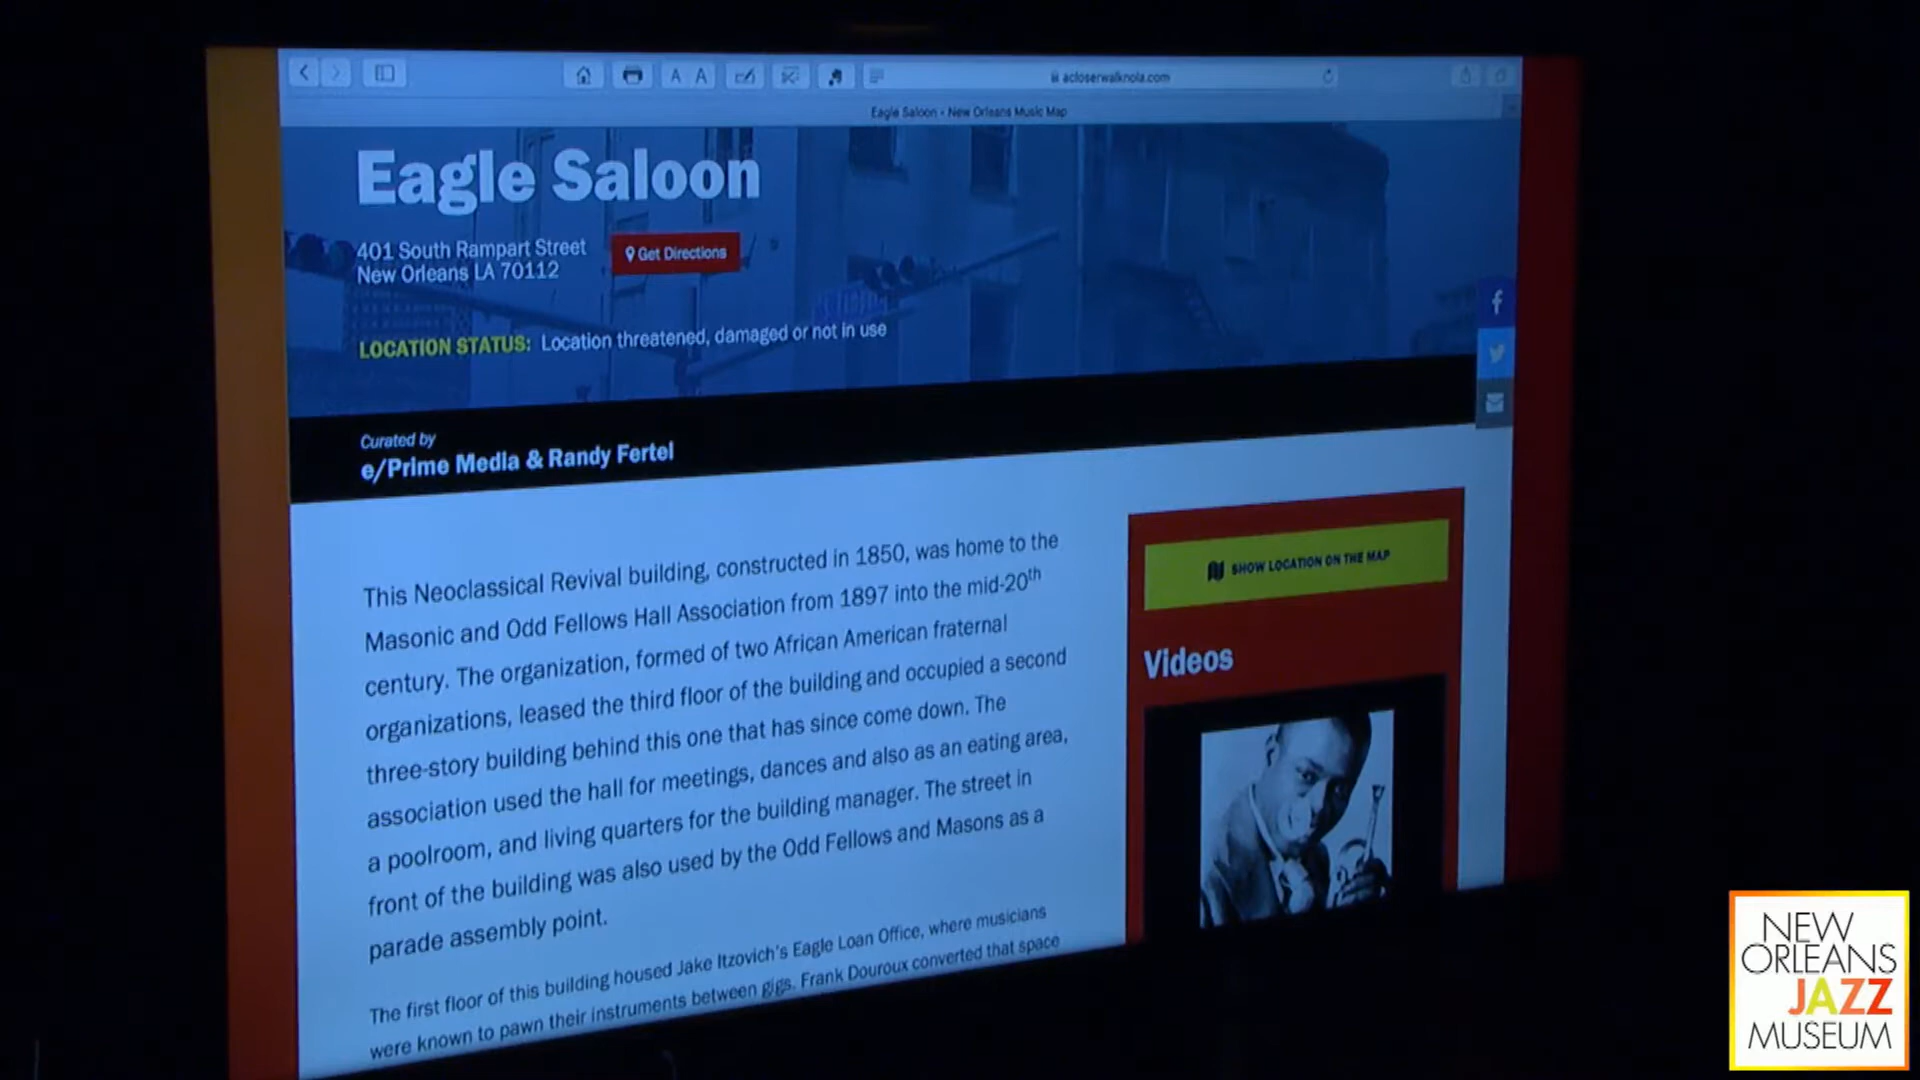 A A
acloserwalknola.com
Eagle Saloon - New Orleans Music Map
Eagle Saloon
401 South Rampart Street
New Orleans LA 70112
Get Directions
LOCATION STATUS: Location threatened, damaged or not in use
f
Curated by
e/Prime Media & Randy Fertel
This Neoclassical Revival building, constructed in 1850, was home to the
Masonic and Odd Fellows Hall Association from 1897 into the mid-20th
century. The organization, formed of two African American fraternal
organizations, leased the third floor of the building and occupied a second
three-story building behind this one that has since come down. The
association used the hall for meetings, dances and also as an eating area,
a poolroom, and living quarters for the building manager. The street in
front of the building was also used by the Odd Fellows and Masons as a
parade assembly point.
The first floor of this building housed Jake Itzovich's Eagle Loan Office, where musicians
were known to pawn their instruments between gigs. Frank Douroux converted that space
SHOW LOCATION ON THE MAP
Videos
NEW
ORLEANS
JAZZ
MUSEUM